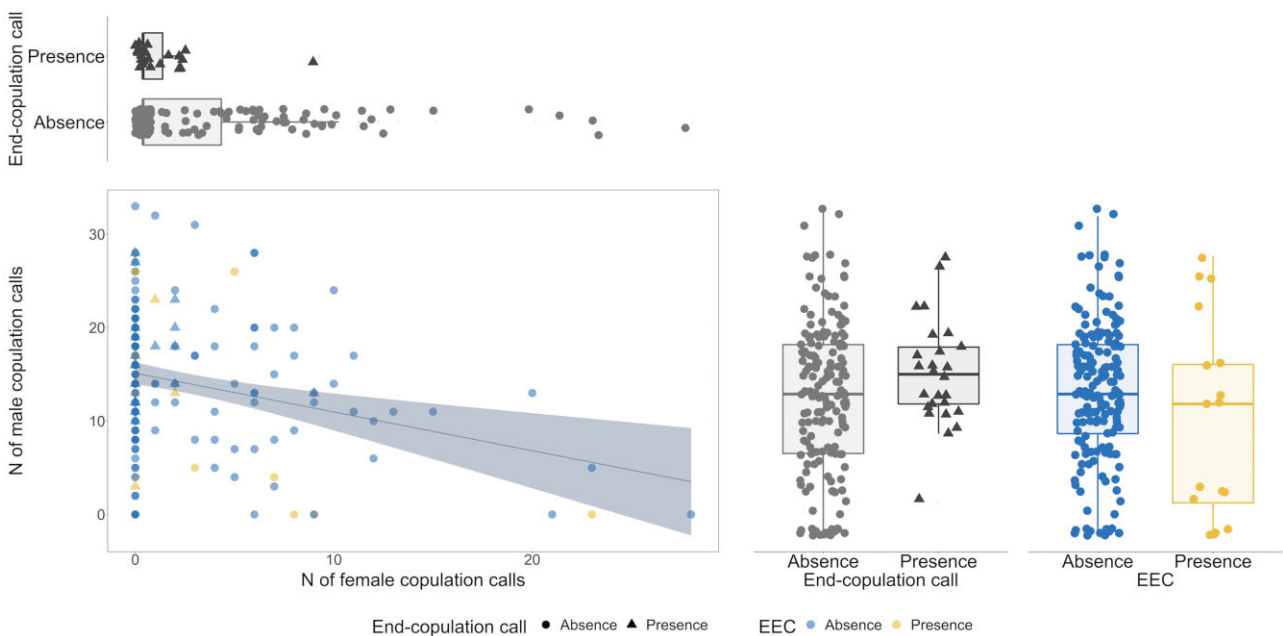 End-copulation call
Presence
Absence
N of male copulation calls
30
20
10
0
0 10 20
N of female copulation calls
Absence Presence
End-copulation call
Absence Presence
EEC
End-copulation call Absence Presence EEC Absence Presence